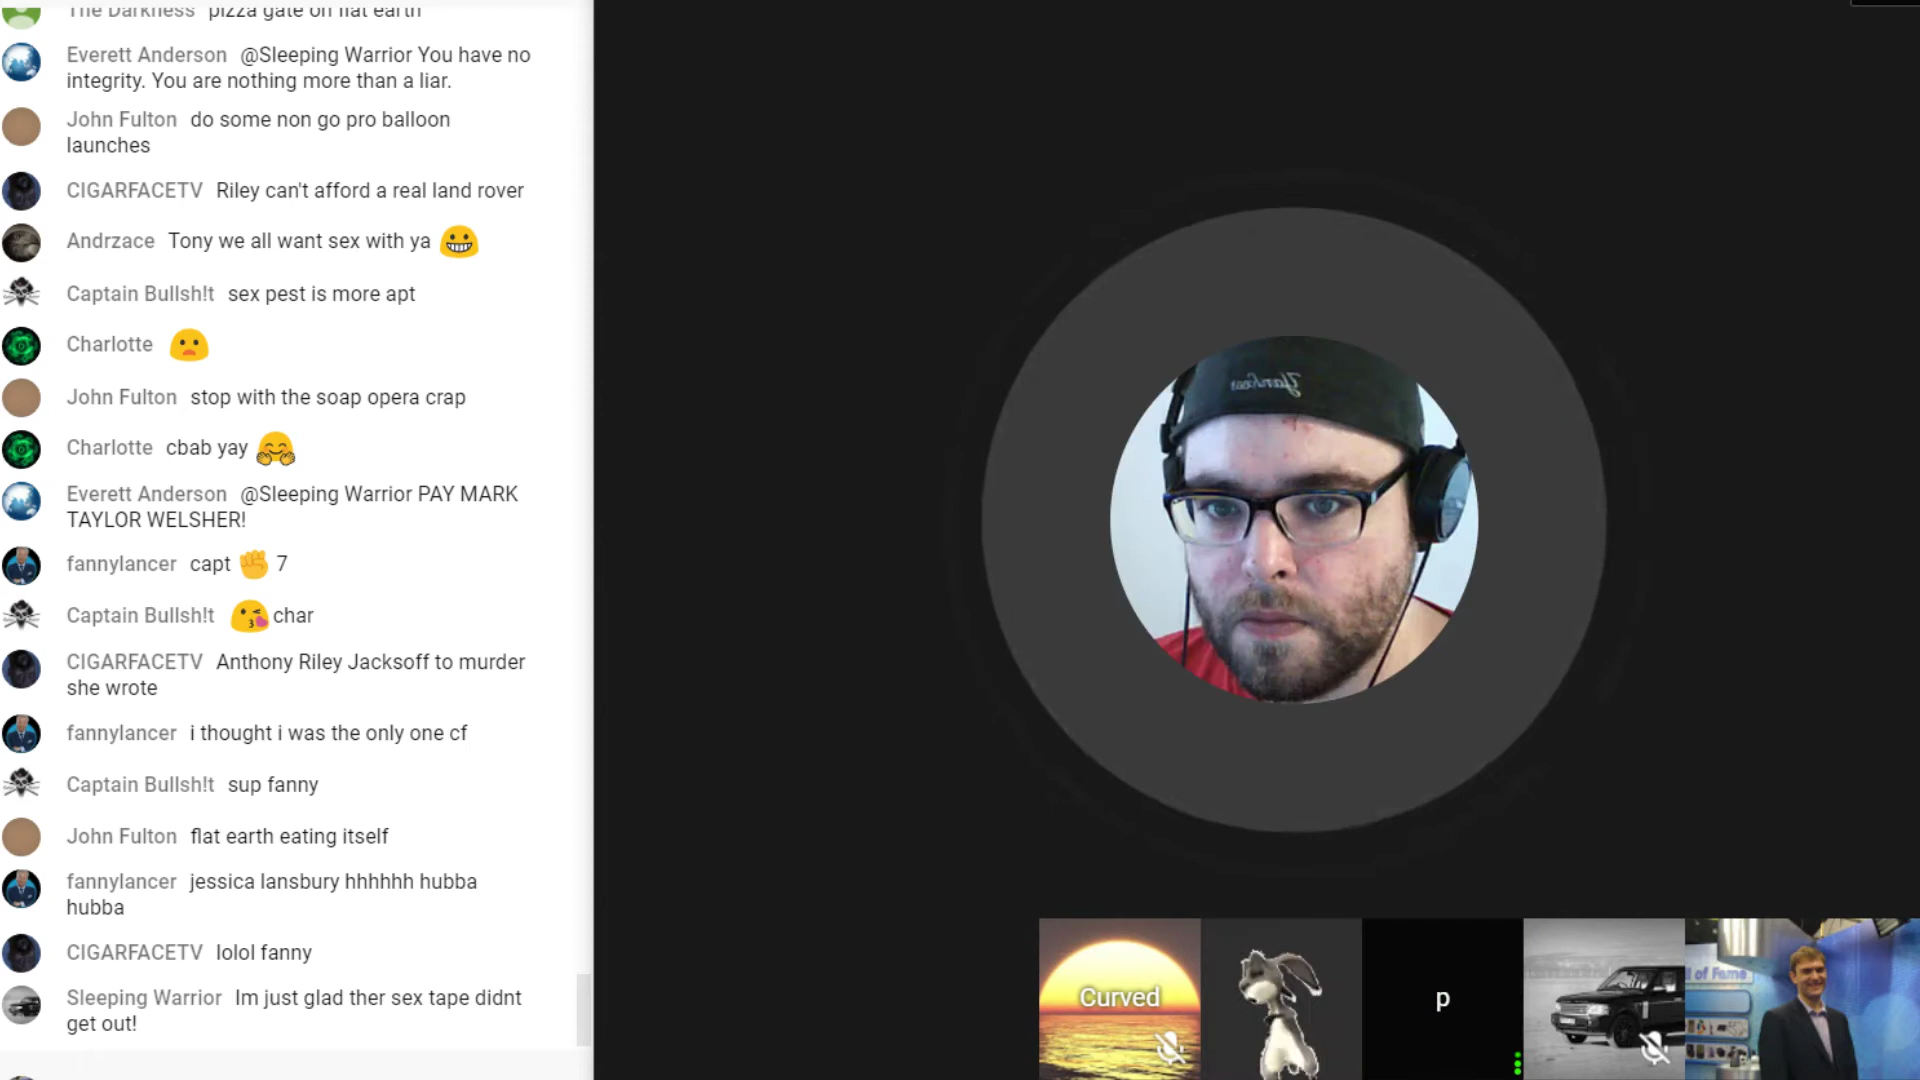 The Darkness pizza gate on flat earth
Everett Anderson @Sleeping Warrior You have no
integrity. You are nothing more than a liar.
John Fulton do some non go pro balloon
launches
CIGARFACETV Riley can't afford a real land rover
Andrzace Tony we all want sex with ya 😀
Captain Bullsh!t sex pest is more apt
Charlotte 😦
John Fulton stop with the soap opera crap
Charlotte cbab yay 🤗
Everett Anderson @Sleeping Warrior PAY MARK
TAYLOR WELSHER!
fannylancer capt ✊ 7
Captain Bullsh!t 😘 char
CIGARFACETV Anthony Riley Jacksoff to murder
she wrote
fannylancer i thought i was the only one cf
Captain Bullsh!t sup fanny
John Fulton flat earth eating itself
fannylancer jessica lansbury hhhhhh hubba
hubba
CIGARFACETV lolol fanny
Sleeping Warrior Im just glad ther sex tape didnt
get out!
Yankees
Curved
p
l of Fame